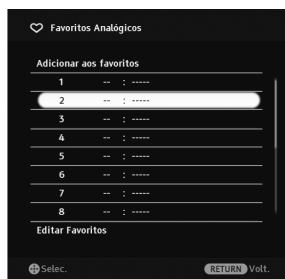 Favoritos Analógicos
Adicionar aos favoritos
1 -- : -----
2 -- : -----
3 -- : -----
4 -- : -----
5 -- : -----
6 -- : -----
7 -- : -----
8 -- : -----
Editar Favoritos
Selec. RETURN Volt.